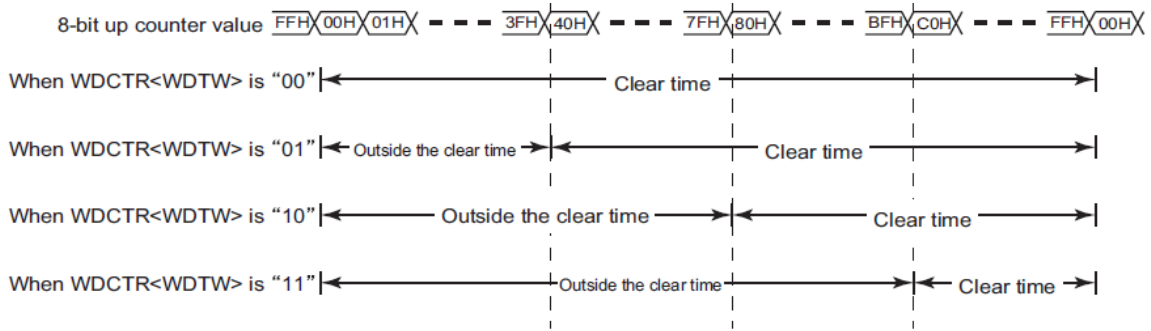 8-bit up counter value FFH 00H 01H 3FH 40H 7FH 80H BFH C0H FFH 00H
When WDCTR<WDTW> is “00” Clear time
When WDCTR<WDTW> is “01” Outside the clear time Clear time
When WDCTR<WDTW> is “10” Outside the clear time Clear time
When WDCTR<WDTW> is “11” Outside the clear time Clear time